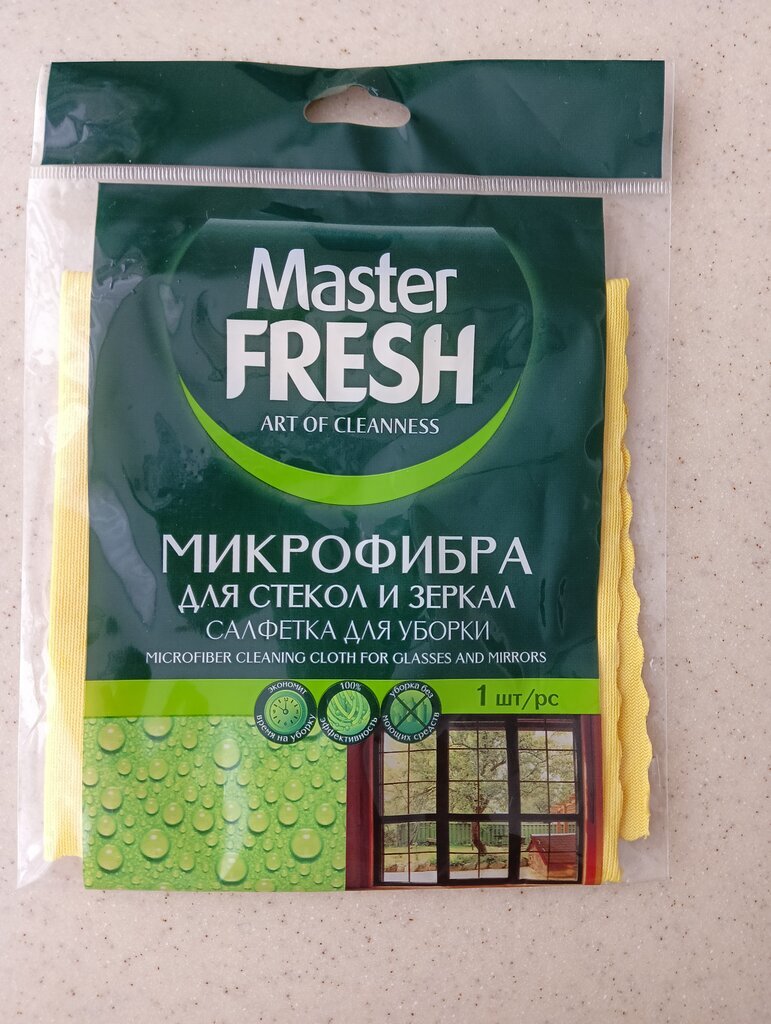 Master
FRESH
ART OF CLEANNESS
МИКРОФИБРА
ДЛЯ СТЕКОЛ И ЗЕРКАЛ
САЛФЕТКА ДЛЯ УБОРКИ
MICROFIBER CLEANING CLOTH FOR GLASSES AND MIRRORS
экономит
время на уборку
100%
эффективность
уборка без
моющих средств
1 шт/pc